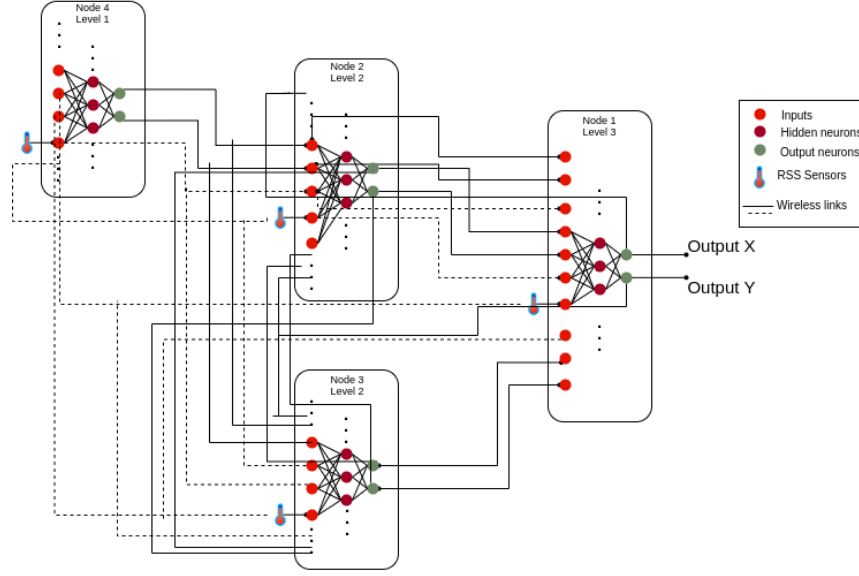 Node 4
Level 1
Node 2
Level 2
Node 1
Level 3
Inputs
Hidden neurons
Output neurons
RSS Sensors
Wireless links
Output X
Output Y
Node 3
Level 2